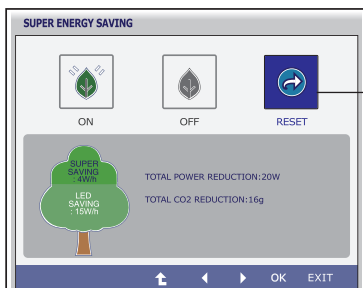 SUPER ENERGY SAVING
ON
OFF
RESET
SUPER
SAVING
: 4W/h
LED
SAVING
: 15W/h
TOTAL POWER REDUCTION:20W
TOTAL CO2 REDUCTION:16g
OK EXIT